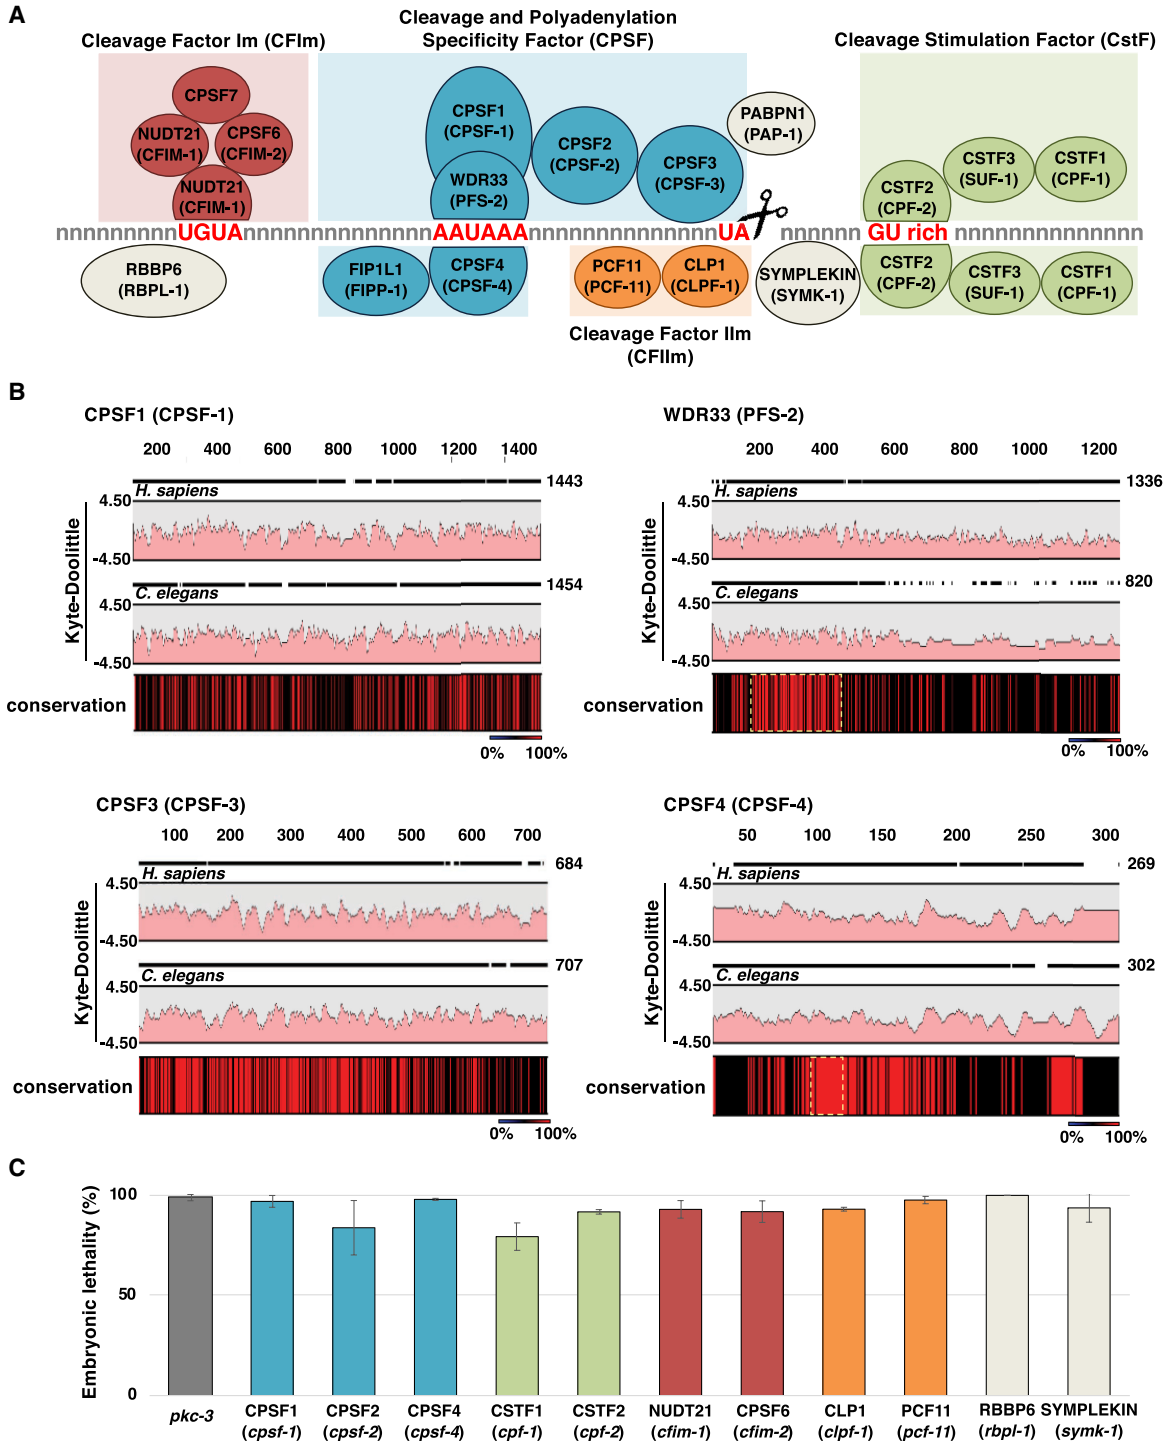 A
Cleavage Factor Im (CFIm)
Cleavage and Polyadenylation
Specificity Factor (CPSF)
Cleavage Stimulation Factor (CstF)
CPSF7
NUDT21
(CFIM-1)
CPSF6
(CFIM-2)
NUDT21
(CFIM-1)
CPSF1
(CPSF-1)
WDR33
(PFS-2)
CPSF2
(CPSF-2)
CPSF3
(CPSF-3)
PABPN1
(PAP-1)
CSTF2
(CPF-2)
CSTF3
(SUF-1)
CSTF1
(CPF-1)
nnnnnnnnnUGUAnnnnnnnnnnnnnnAAUAAAnnnnnnnnnnnnnnUA nnnnnn GU rich nnnnnnnnnnnnnn
RBBP6
(RBPL-1)
FIP1L1
(FIPP-1)
CPSF4
(CPSF-4)
PCF11
(PCF-11)
CLP1
(CLPF-1)
SYMPLEKIN
(SYMK-1)
CSTF2
(CPF-2)
CSTF3
(SUF-1)
CSTF1
(CPF-1)
Cleavage Factor IIm
(CFIIm)
B
CPSF1 (CPSF-1)
200 400 600 800 1000 1200 1400
1443
H. sapiens
4.50
-4.50
Kyte-Doolittle
1454
C. elegans
4.50
-4.50
conservation
0% 100%
WDR33 (PFS-2)
200 400 600 800 1000 1200
1336
H. sapiens
4.50
-4.50
Kyte-Doolittle
820
C. elegans
4.50
-4.50
conservation
0% 100%
CPSF3 (CPSF-3)
100 200 300 400 500 600 700
684
H. sapiens
4.50
-4.50
Kyte-Doolittle
707
C. elegans
4.50
-4.50
conservation
0% 100%
CPSF4 (CPSF-4)
50 100 150 200 250 300
269
H. sapiens
4.50
-4.50
Kyte-Doolittle
302
C. elegans
4.50
-4.50
conservation
0% 100%
C
Embryonic lethality (%)
100
50
0
pkc-3
CPSF1
(cpsf-1)
CPSF2
(cpsf-2)
CPSF4
(cpsf-4)
CSTF1
(cpf-1)
CSTF2
(cpf-2)
NUDT21
(cfim-1)
CPSF6
(cfim-2)
CLP1
(clpf-1)
PCF11
(pcf-11)
RBBP6
(rbpl-1)
SYMPLEKIN
(symk-1)